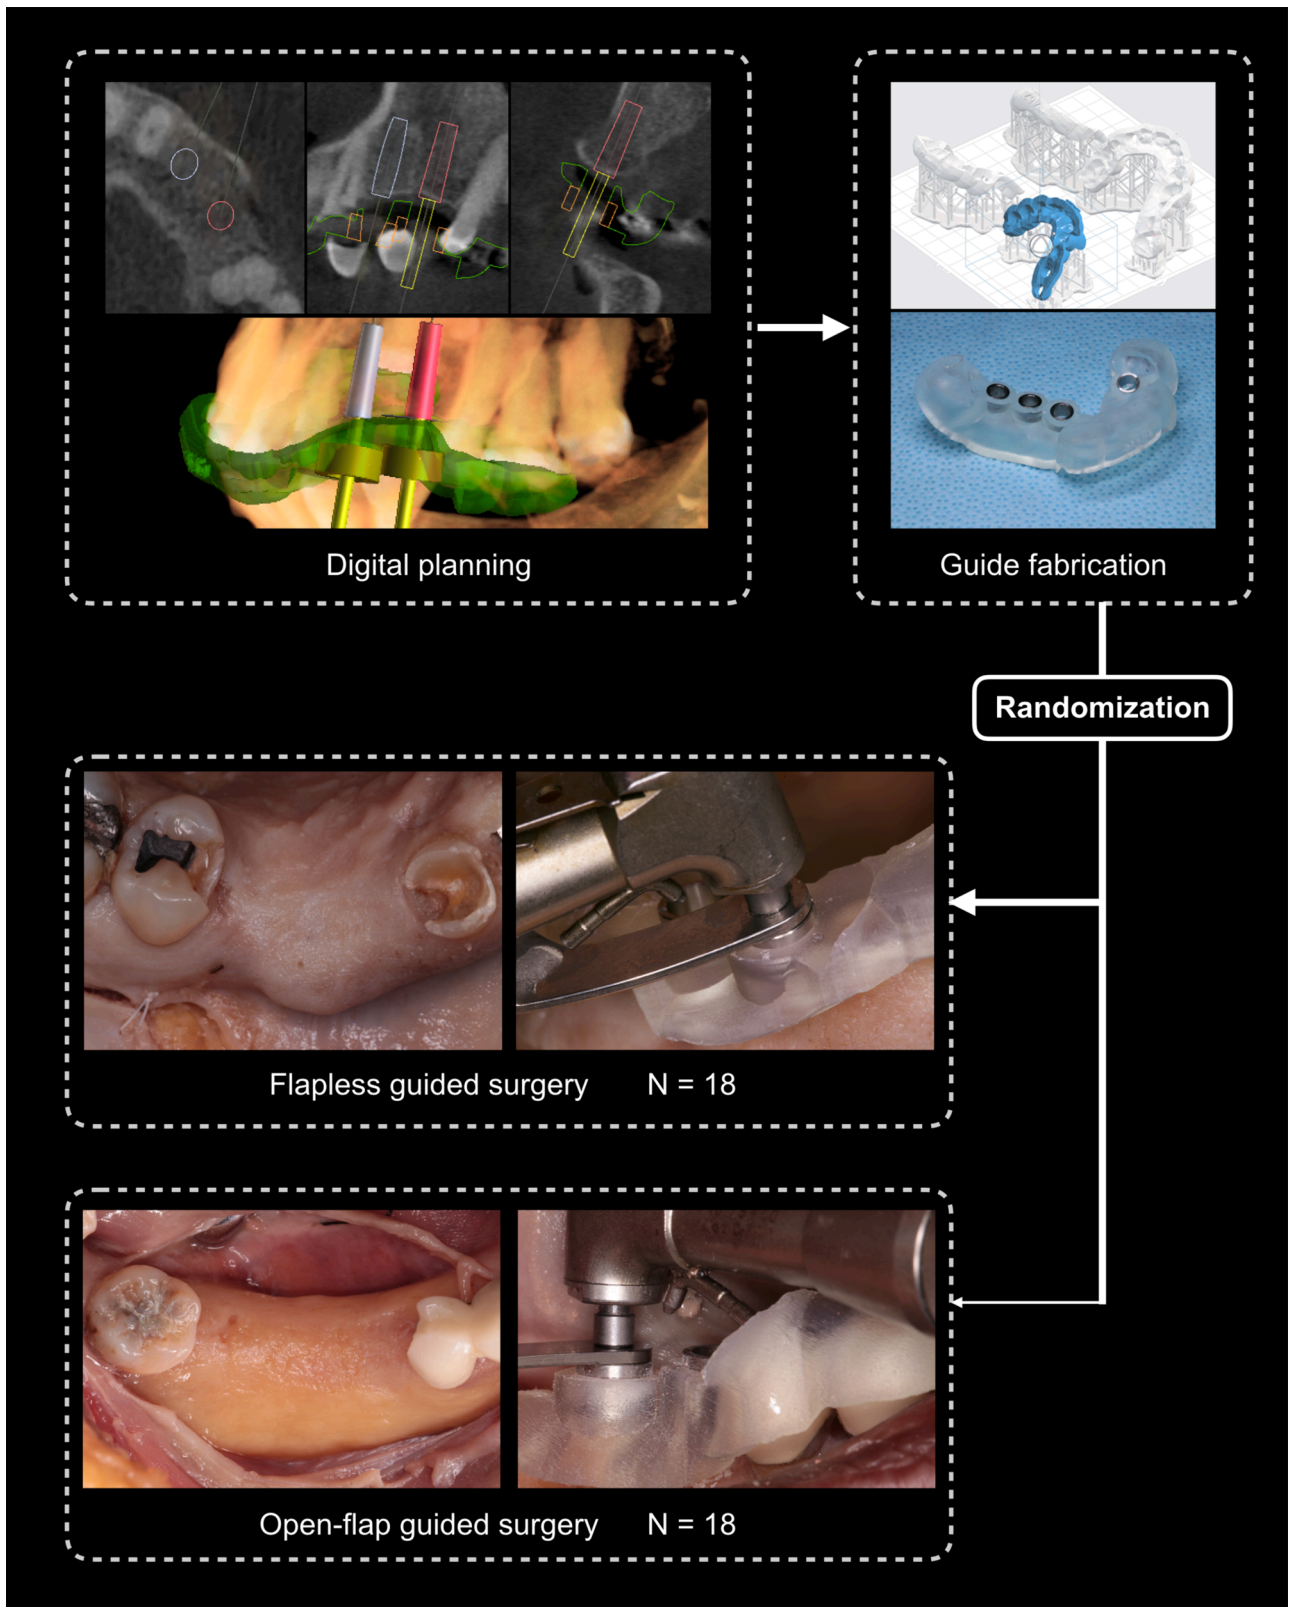 Digital planning
Guide fabrication
Randomization
Flapless guided surgery N = 18
Open-flap guided surgery N = 18